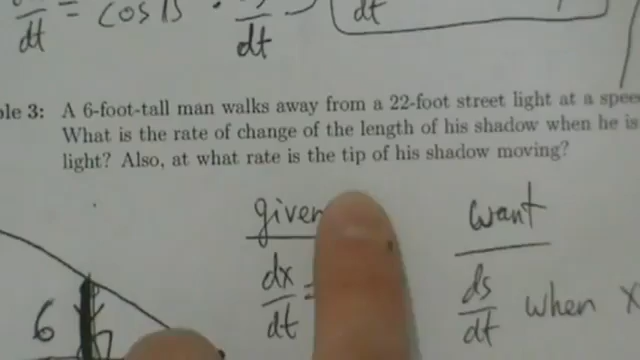 dt = cos 13 · dt
dt
ple 3: A 6-foot-tall man walks away from a 22-foot street light at a spee
What is the rate of change of the length of his shadow when he is
light? Also, at what rate is the tip of his shadow moving?
given want
dx/dt = ds/dt when x
6